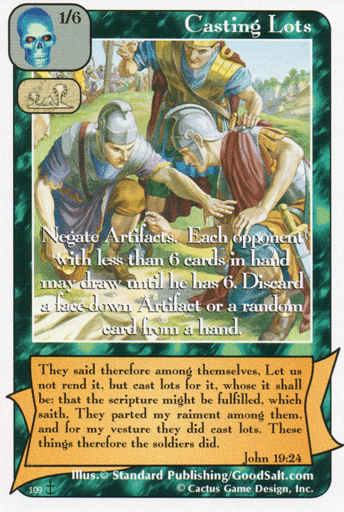 Casting Lots
1/6
Negate Artifacts. Each opponent
with less than 6 cards in hand
may draw until he has 6. Discard
a face down Artifact or a random
card from a hand.
They said therefore among themselves, Let us
not rend it, but cast lots for it, whose it shall
be: that the scripture might be fulfilled, which
saith, They parted my raiment among them,
and for my vesture they did cast lots. These
things therefore the soldiers did.
John 19:24
Illus.© Standard Publishing/GoodSalt.com
109
© Cactus Game Design, Inc.